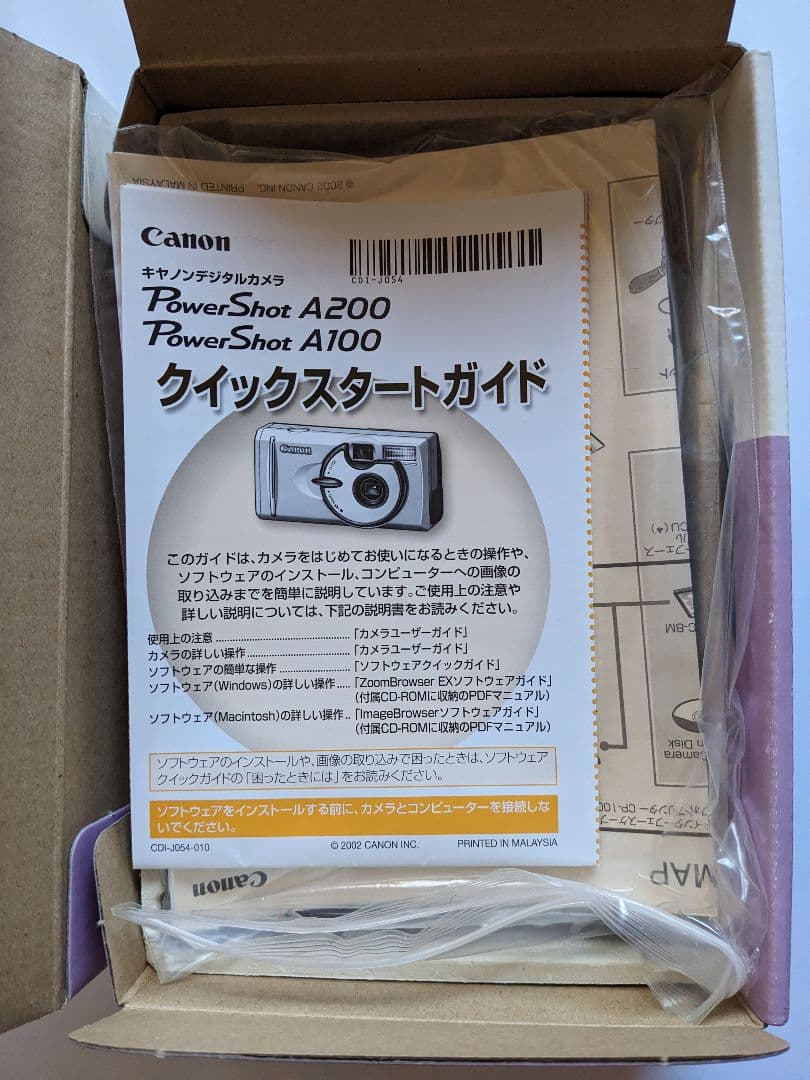 © 2002 CANON INC. PRINTED IN MALAYSIA
Canon
CDI-J054
キヤノンデジタルカメラ
PowerShot A200
PowerShot A100
クイックスタートガイド
Canon
このガイドは、カメラをはじめてお使いになるときの操作や、
ソフトウェアのインストール、コンピューターへの画像の
取り込みまでを簡単に説明しています。ご使用上の注意や
詳しい説明については、下記の説明書をお読みください。
使用上の注意 ................................................「カメラユーザーガイド」
カメラの詳しい操作 .....................................「カメラユーザーガイド」
ソフトウェアの簡単な操作 .........................「ソフトウェアクイックガイド」
ソフトウェア(Windows)の詳しい操作 .....「ZoomBrowser EXソフトウェアガイド」
(付属CD-ROMに収納のPDFマニュアル)
ソフトウェア(Macintosh)の詳しい操作 ..「ImageBrowserソフトウェアガイド」
(付属CD-ROMに収納のPDFマニュアル)
ソフトウェアのインストールや、画像の取り込みで困ったときは、ソフトウェア
クイックガイドの「困ったときには」をお読みください。
ソフトウェアをインストールする前に、カメラとコンピューターを接続しな
いでください。
CDI-J054-010
© 2002 CANON INC.
PRINTED IN MALAYSIA
Camera
Disk
MAP
Canon